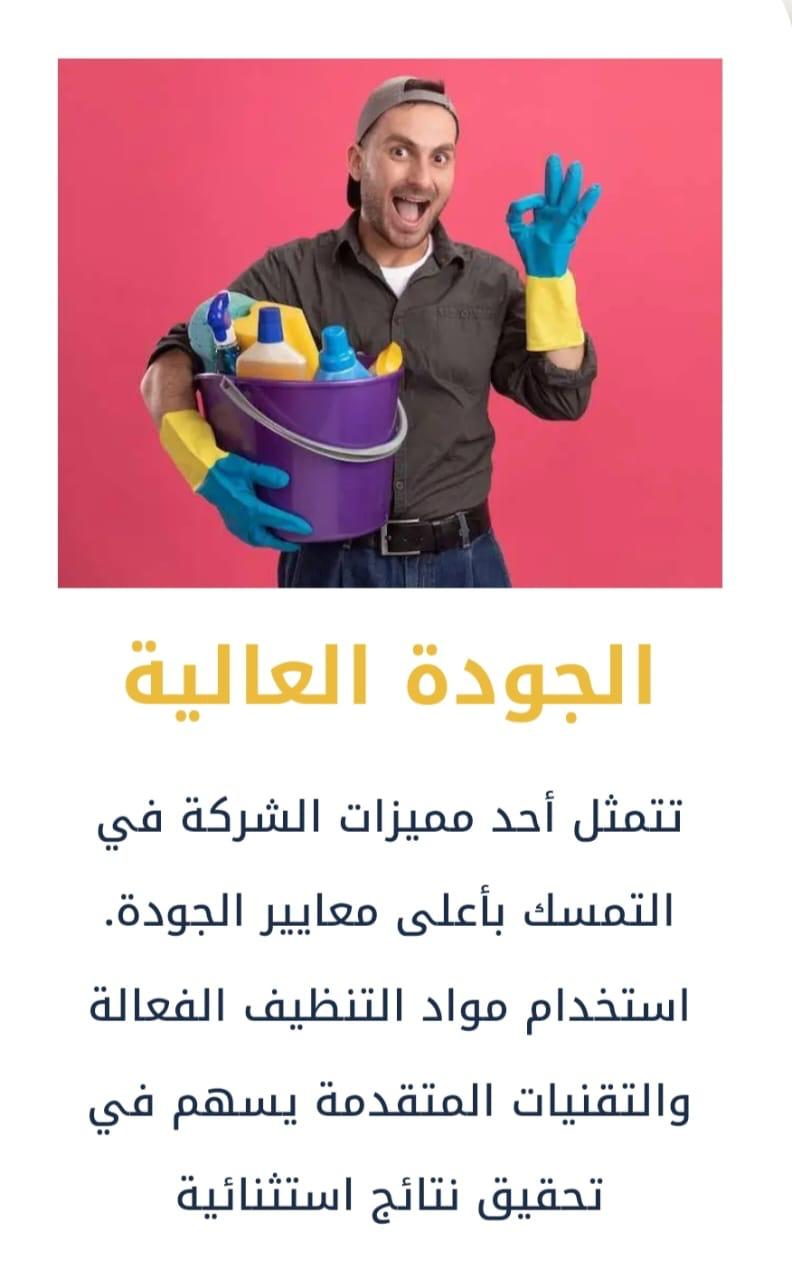 الجودة العالية
تتمثل أحد مميزات الشركة في
التمسك بأعلى معايير الجودة.
استخدام مواد التنظيف الفعالة
والتقنيات المتقدمة يسهم في
تحقيق نتائج استثنائية